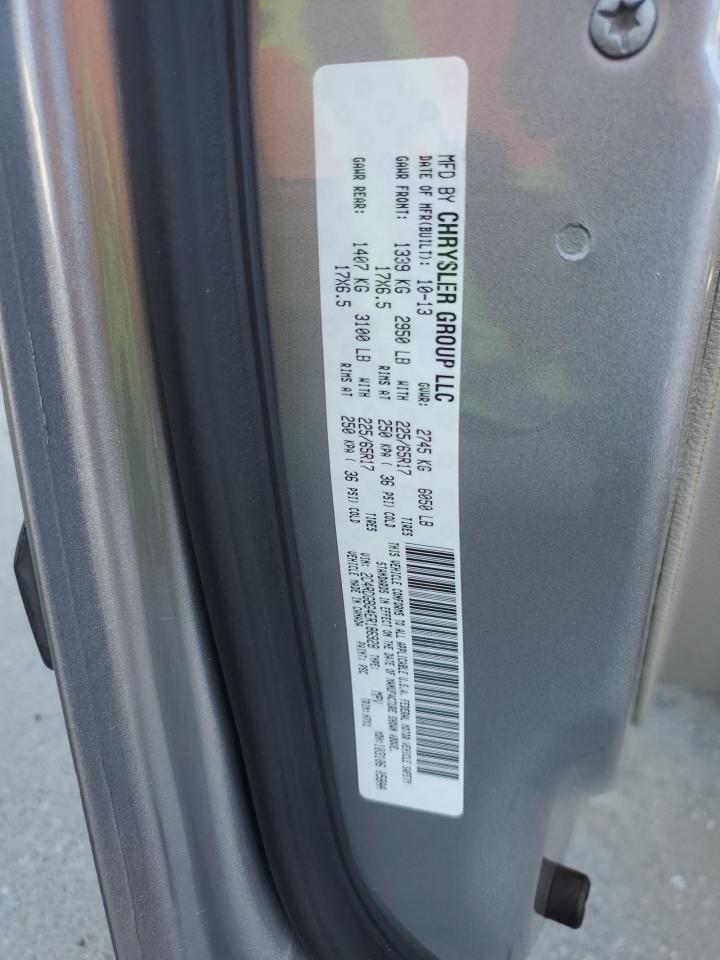 MFD BY CHRYSLER GROUP LLC
DATE OF MFR(BUILT): 10-13 GVWR: 2745 KG 6050 LB
GAWR FRONT: 1339 KG 2950 LB WITH 225/65R17 TIRES
17X6.5 RIMS AT 250 KPA ( 36 PSI) COLD
GAWR REAR: 1407 KG 3100 LB WITH 225/65R17 TIRES
17X6.5 RIMS AT 250 KPA ( 36 PSI) COLD
THIS VEHICLE CONFORMS TO ALL APPLICABLE U.S.A. FEDERAL MOTOR VEHICLE SAFETY
STANDARDS IN EFFECT ON THE DATE OF MANUFACTURE SHOWN ABOVE.
VIN: TYPE: MPV MDH: 
VEHICLE MADE IN CANADA PAINT: PSC TRIM: